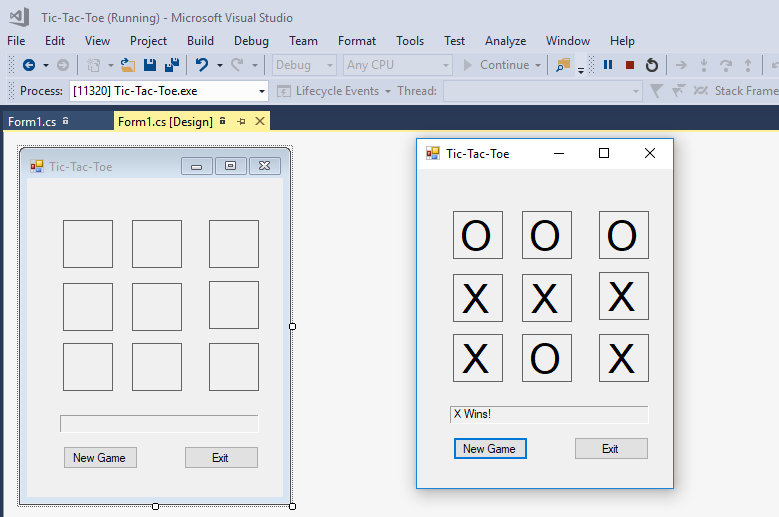 Tic-Tac-Toe (Running) - Microsoft Visual Studio
File Edit View Project Build Debug Team Format Tools Test Analyze Window Help
Debug Any CPU Continue
Process: [11320] Tic-Tac-Toe.exe Lifecycle Events Thread: Stack Frame
Form1.cs Form1.cs [Design]
Tic-Tac-Toe
New Game Exit
Tic-Tac-Toe
O O O
X X X
X O X
X Wins!
New Game Exit